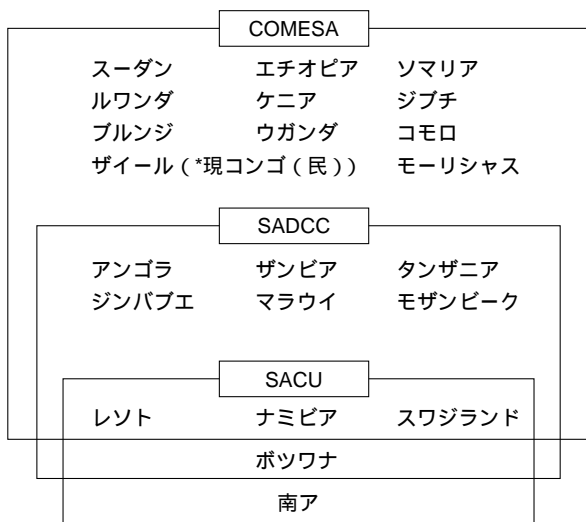 COMESA
スーダン エチオピア ソマリア
ルワンダ ケニア ジブチ
ブルンジ ウガンダ コモロ
ザイール(*現コンゴ(民)) モーリシャス
SADCC
アンゴラ ザンビア タンザニア
ジンバブエ マラウイ モザンビーク
SACU
レソト ナミビア スワジランド
ボツワナ
南ア